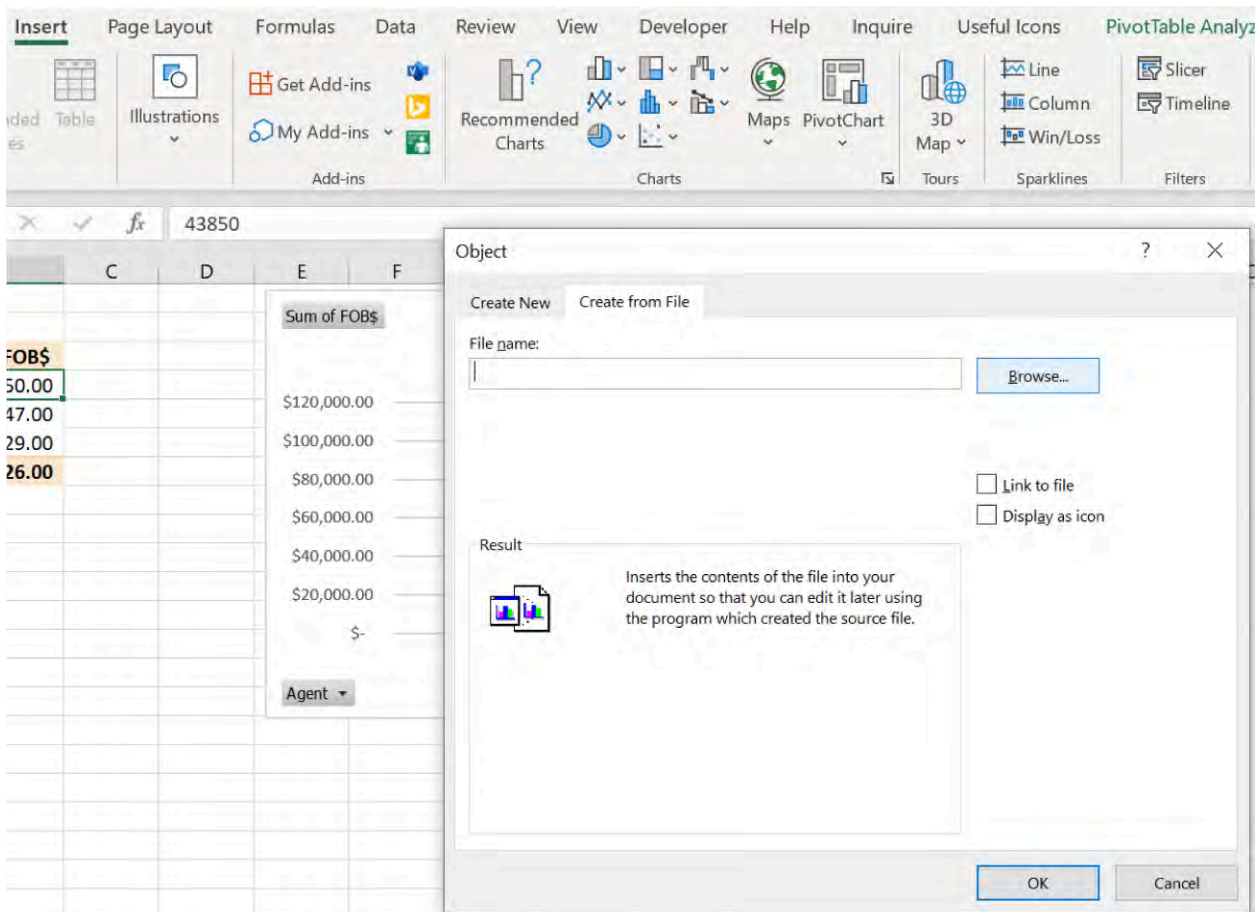 Insert Page Layout Formulas Data Review View Developer Help Inquire Useful Icons PivotTable Analyz
Table
Illustrations
Get Add-ins
My Add-ins
Add-ins
Recommended
Charts
Maps
PivotChart
Charts
3D
Map
Tours
Line
Column
Win/Loss
Sparklines
Slicer
Timeline
Filters
fx 43850
C D E F
FOB$
50.00
47.00
29.00
26.00
Sum of FOB$
$120,000.00
$100,000.00
$80,000.00
$60,000.00
$40,000.00
$20,000.00
$-
Agent
Object ?
Create New Create from File
File name:
Browse...
Link to file
Display as icon
Result
Inserts the contents of the file into your
document so that you can edit it later using
the program which created the source file.
OK Cancel